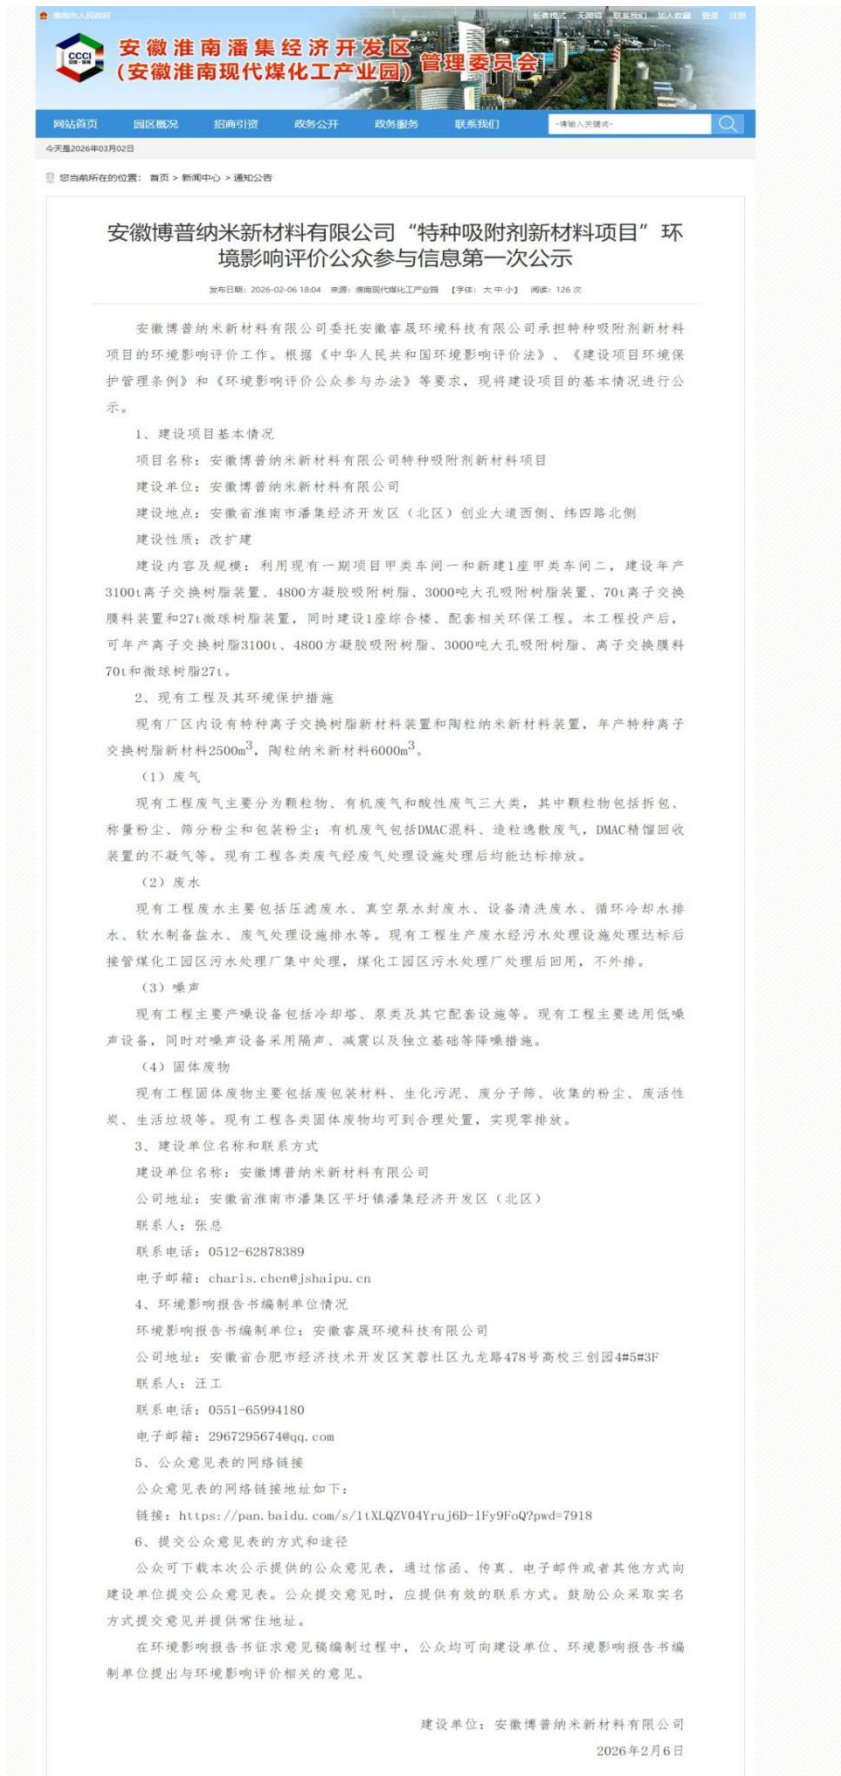 淮南市人民政府
长者模式 无障碍 联系我们 加入收藏 登录 注册
CCCI
安徽淮南潘集经济开发区
(安徽淮南现代煤化工产业园)
管理委员会
网站首页 园区概况 招商引资 政务公开 政务服务 联系我们 -请输入关键词-
今天是2026年03月02日
您当前所在的位置: 首页 > 新闻中心 > 通知公告
安徽博普纳米新材料有限公司“特种吸附剂新材料项目”环
境影响评价公众参与信息第一次公示
发布日期: 2026-02-06 18:04 来源: 淮南现代煤化工产业园 【字体: 大 中 小】 阅读: 126 次
安徽博普纳米新材料有限公司委托安徽睿晟环境科技有限公司承担特种吸附剂新材料
项目的环境影响评价工作。根据《中华人民共和国环境影响评价法》、《建设项目环境保
护管理条例》和《环境影响评价公众参与办法》等要求，现将建设项目的基本情况进行公
示。
1、建设项目基本情况
项目名称：安徽博普纳米新材料有限公司特种吸附剂新材料项目
建设单位：安徽博普纳米新材料有限公司
建设地点：安徽省淮南市潘集经济开发区（北区）创业大道西侧、纬四路北侧
建设性质：改扩建
建设内容及规模：利用现有一期项目甲类车间一和新建1座甲类车间二，建设年产
3100t离子交换树脂装置、4800方凝胶吸附树脂、3000吨大孔吸附树脂装置、70t离子交换
膜料装置和27t微球树脂装置，同时建设1座综合楼、配套相关环保工程。本工程投产后，
可年产离子交换树脂3100t、4800方凝胶吸附树脂、3000吨大孔吸附树脂、离子交换膜料
70t和微球树脂27t。
2、现有工程及其环境保护措施
现有厂区内设有特种离子交换树脂新材料装置和陶粒纳米新材料装置，年产特种离子
交换树脂新材料2500m³，陶粒纳米新材料6000m³。
（1）废气
现有工程废气主要分为颗粒物、有机废气和酸性废气三大类，其中颗粒物包括拆包、
称量粉尘、筛分粉尘和包装粉尘；有机废气包括DMAC混料、造粒逸散废气，DMAC精馏回收
装置的不凝气等。现有工程各类废气经废气处理设施处理后均能达标排放。
（2）废水
现有工程废水主要包括压滤废水、真空泵水封废水、设备清洗废水、循环冷却水排
水、软水制备盐水、废气处理设施排水等。现有工程生产废水经污水处理设施处理达标后
接管煤化工园区污水处理厂集中处理，煤化工园区污水处理厂处理后回用，不外排。
（3）噪声
现有工程主要产噪设备包括冷却塔、泵类及其它配套设施等。现有工程主要选用低噪
声设备，同时对噪声设备采用隔声、减震以及独立基础等降噪措施。
（4）固体废物
现有工程固体废物主要包括废包装材料、生化污泥、废分子筛、收集的粉尘、废活性
炭、生活垃圾等。现有工程各类固体废物均可到合理处置，实现零排放。
3、建设单位名称和联系方式
建设单位名称：安徽博普纳米新材料有限公司
公司地址：安徽省淮南市潘集区平圩镇潘集经济开发区（北区）
联系人：张总
联系电话：0512-62878389
电子邮箱：charis.chen@jshaipu.cn
4、环境影响报告书编制单位情况
环境影响报告书编制单位：安徽睿晟环境科技有限公司
公司地址：安徽省合肥市经济技术开发区芙蓉社区九龙路478号高校三创园4#5#3F
联系人：汪工
联系电话：0551-65994180
电子邮箱：2967295674@qq.com
5、公众意见表的网络链接
公众意见表的网络链接地址如下：
链接：https://pan.baidu.com/s/1tXLQZV04Yruj6D-1Fy9FoQ?pwd=7918
6、提交公众意见表的方式和途径
公众可下载本次公示提供的公众意见表，通过信函、传真、电子邮件或者其他方式向
建设单位提交公众意见表。公众提交意见时，应提供有效的联系方式。鼓励公众采取实名
方式提交意见并提供常住地址。
在环境影响报告书征求意见稿编制过程中，公众均可向建设单位、环境影响报告书编
制单位提出与环境影响评价相关的意见。
建设单位：安徽博普纳米新材料有限公司
2026年2月6日